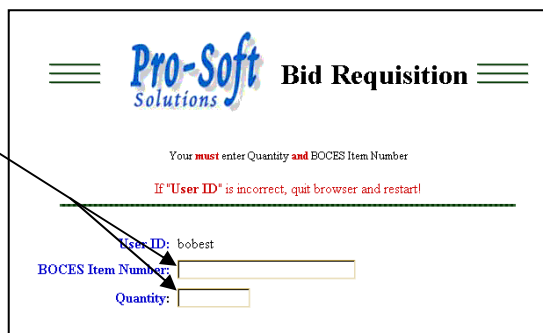 Pro-Soft
Solutions
Bid Requisition
Your must enter Quantity and BOCES Item Number
If "User ID" is incorrect, quit browser and restart!
User ID: bobest
BOCES Item Number:
Quantity: